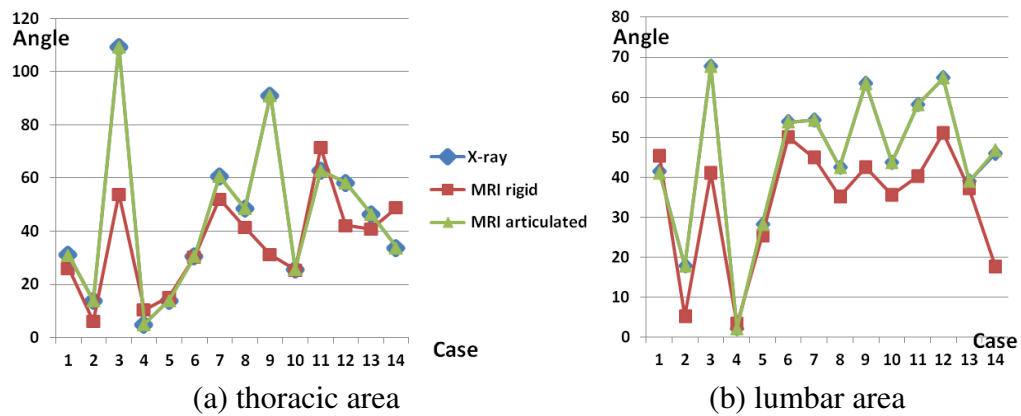 120
Angle
100
80
60
40
20
0
1 2 3 4 5 6 7 8 9 10 11 12 13 14
Case
X-ray
MRI rigid
MRI articulated
(a) thoracic area
80
Angle
70
60
50
40
30
20
10
0
1 2 3 4 5 6 7 8 9 10 11 12 13 14
Case
(b) lumbar area